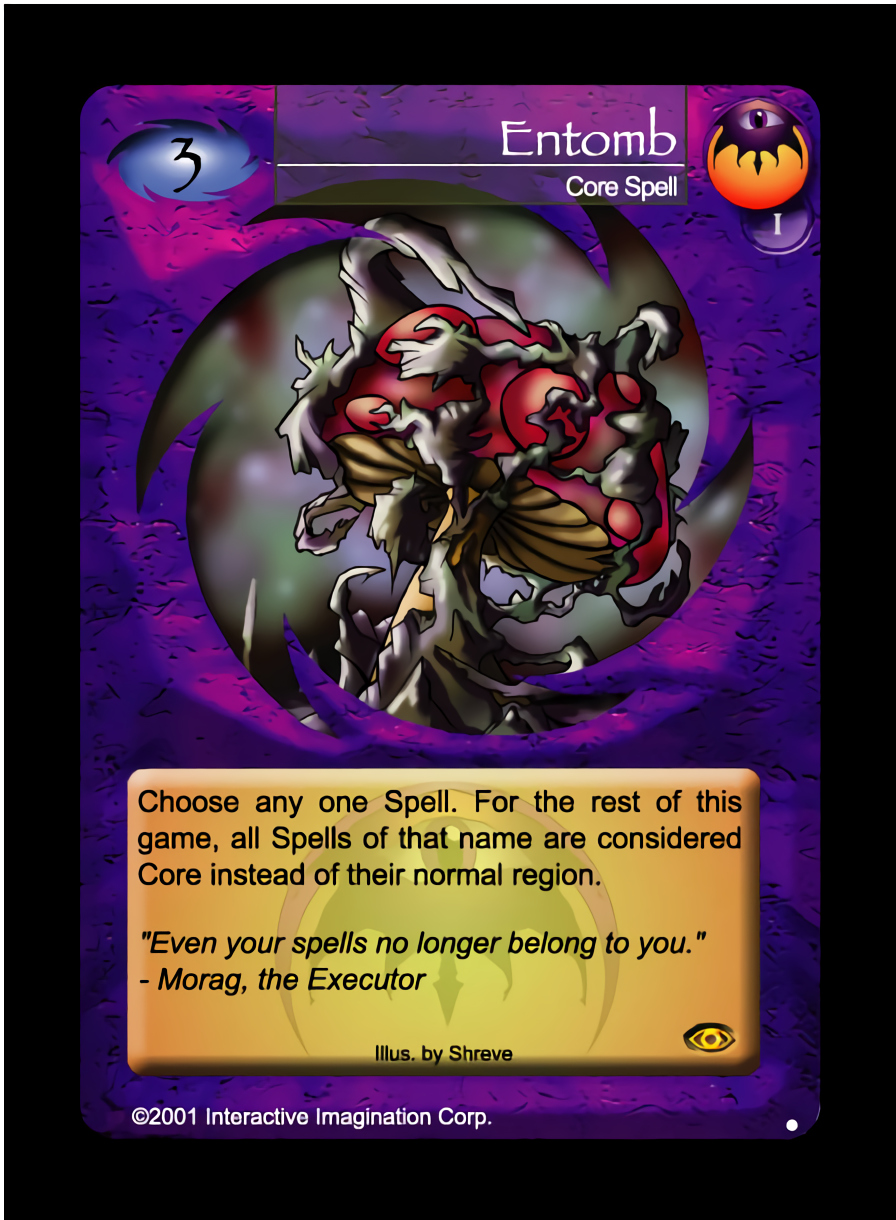 3
Entomb
Core Spell
I
Choose any one Spell. For the rest of this
game, all Spells of that name are considered
Core instead of their normal region.
"Even your spells no longer belong to you."
- Morag, the Executor
Illus. by Shreve
©2001 Interactive Imagination Corp.